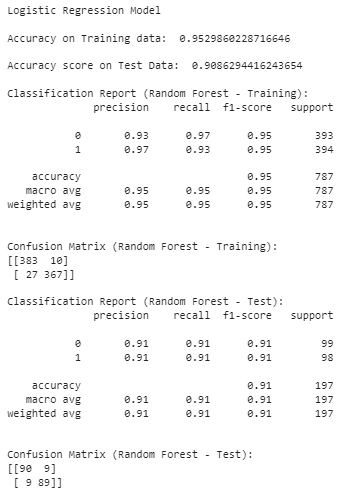 Logistic Regression Model
Accuracy on Training data:  0.9529860228716646
Accuracy score on Test Data:  0.9086294416243654
Classification Report (Random Forest - Training):
              precision    recall  f1-score   support
           0       0.93      0.97      0.95       393
           1       0.97      0.93      0.95       394
    accuracy                           0.95       787
   macro avg       0.95      0.95      0.95       787
weighted avg       0.95      0.95      0.95       787
Confusion Matrix (Random Forest - Training):
[[383  10]
 [ 27 367]]
Classification Report (Random Forest - Test):
              precision    recall  f1-score   support
           0       0.91      0.91      0.91        99
           1       0.91      0.91      0.91        98
    accuracy                           0.91       197
   macro avg       0.91      0.91      0.91       197
weighted avg       0.91      0.91      0.91       197
Confusion Matrix (Random Forest - Test):
[[90  9]
 [ 9 89]]